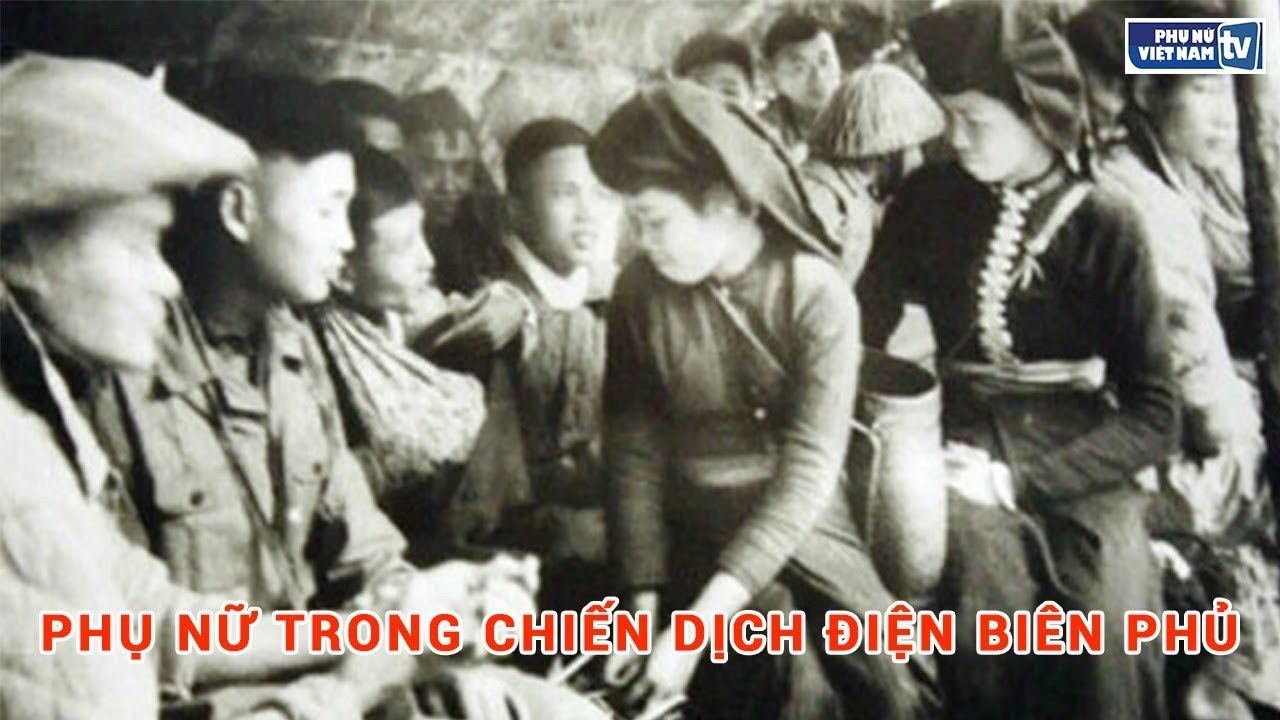 PHỤ NỮ
VIỆT NAM tv
PHỤ NỮ TRONG CHIẾN DỊCH ĐIỆN BIÊN PHỦ